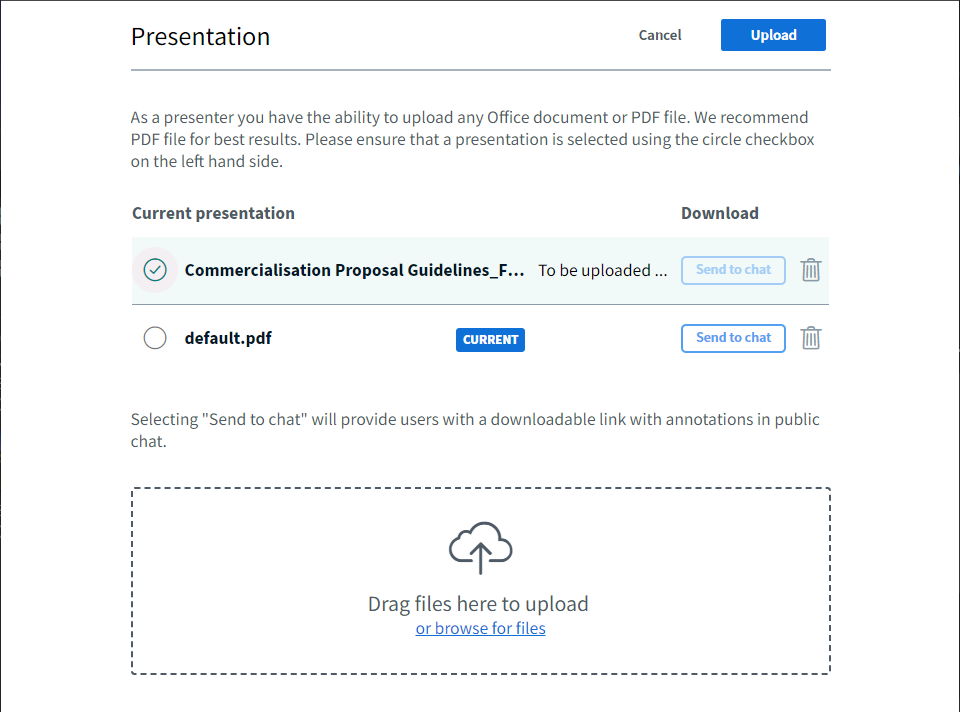 Presentation
Cancel
Upload
As a presenter you have the ability to upload any Office document or PDF file. We recommend
PDF file for best results. Please ensure that a presentation is selected using the circle checkbox
on the left hand side.
Current presentation
Download
Commercialisation Proposal Guidelines_F...
To be uploaded ...
Send to chat
default.pdf
CURRENT
Send to chat
Selecting "Send to chat" will provide users with a downloadable link with annotations in public
chat.
Drag files here to upload
or browse for files